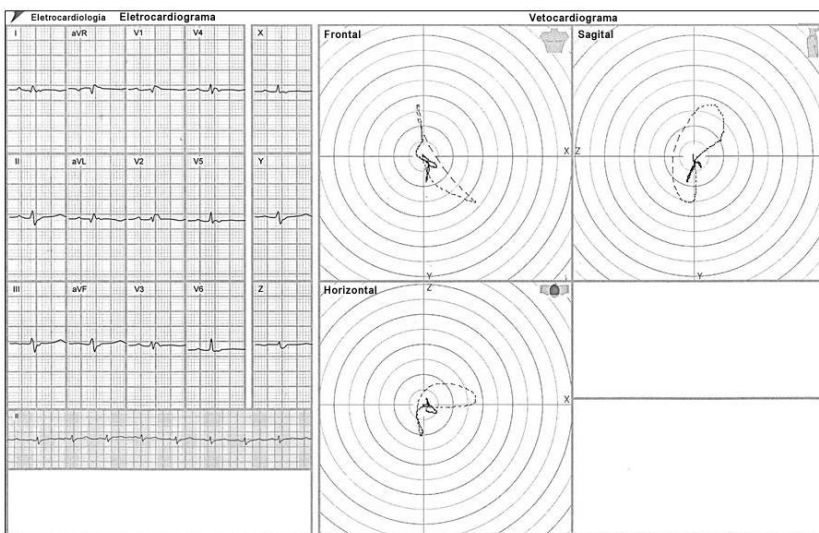 Eletrocardiologia Eletrocardiograma
Vetocardiograma
I aVR V1 V4 X
II aVL V2 V5 Y
III aVF V3 V6 Z
II
Frontal
X
Y
Sagital
Z
Y
Horizontal
Z
X